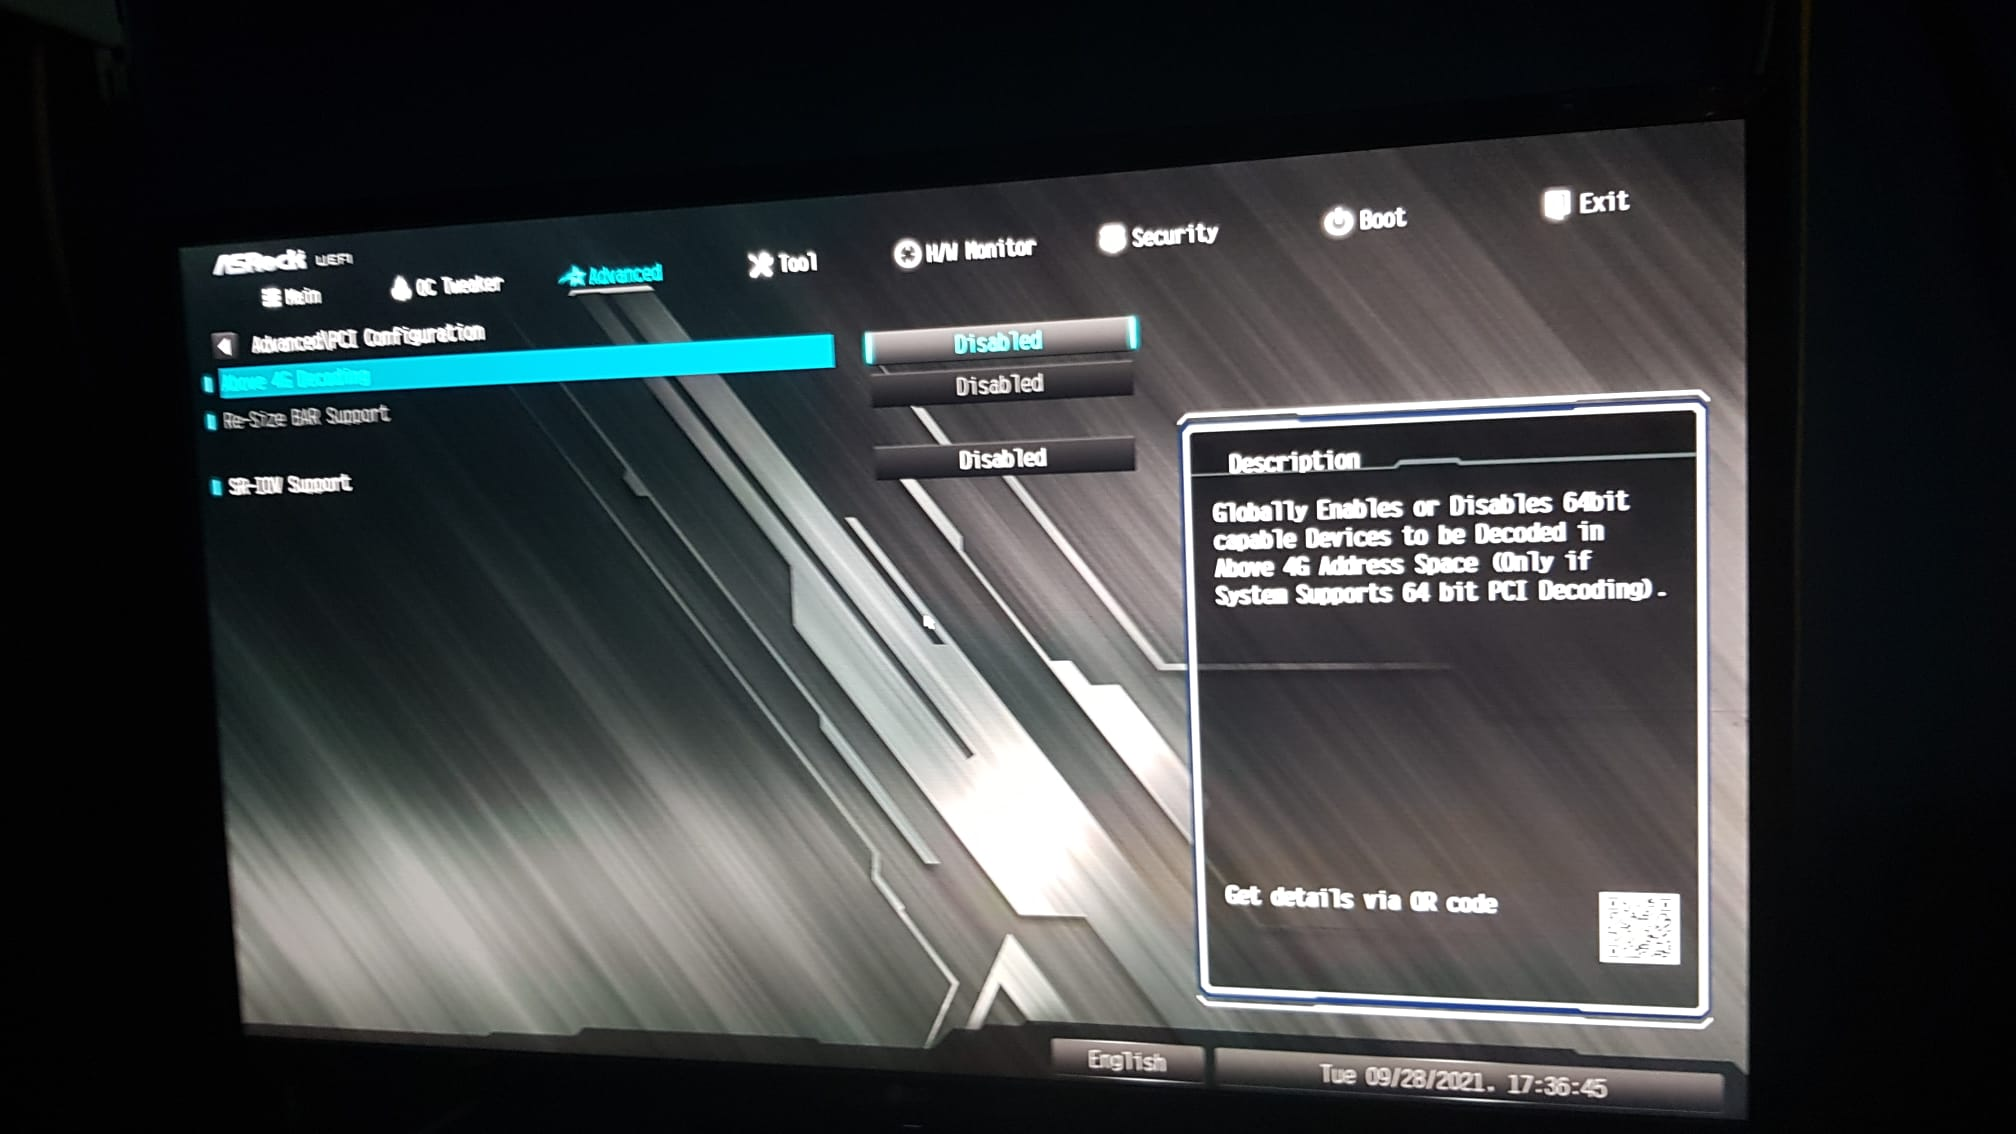 ASRock UEFI
Main
OC Tweaker
Advanced
Tool
H/W Monitor
Security
Boot
Exit
Advanced\PCI Configuration
Above 4G Decoding
Disabled
Re-Size BAR Support
Disabled
SR-IOV Support
Disabled
Description
Globally Enables or Disables 64bit
capable Devices to be Decoded in
Above 4G Address Space (Only if
System Supports 64 bit PCI Decoding).
Get details via QR code
English
Tue 09/28/2021. 17:36:45